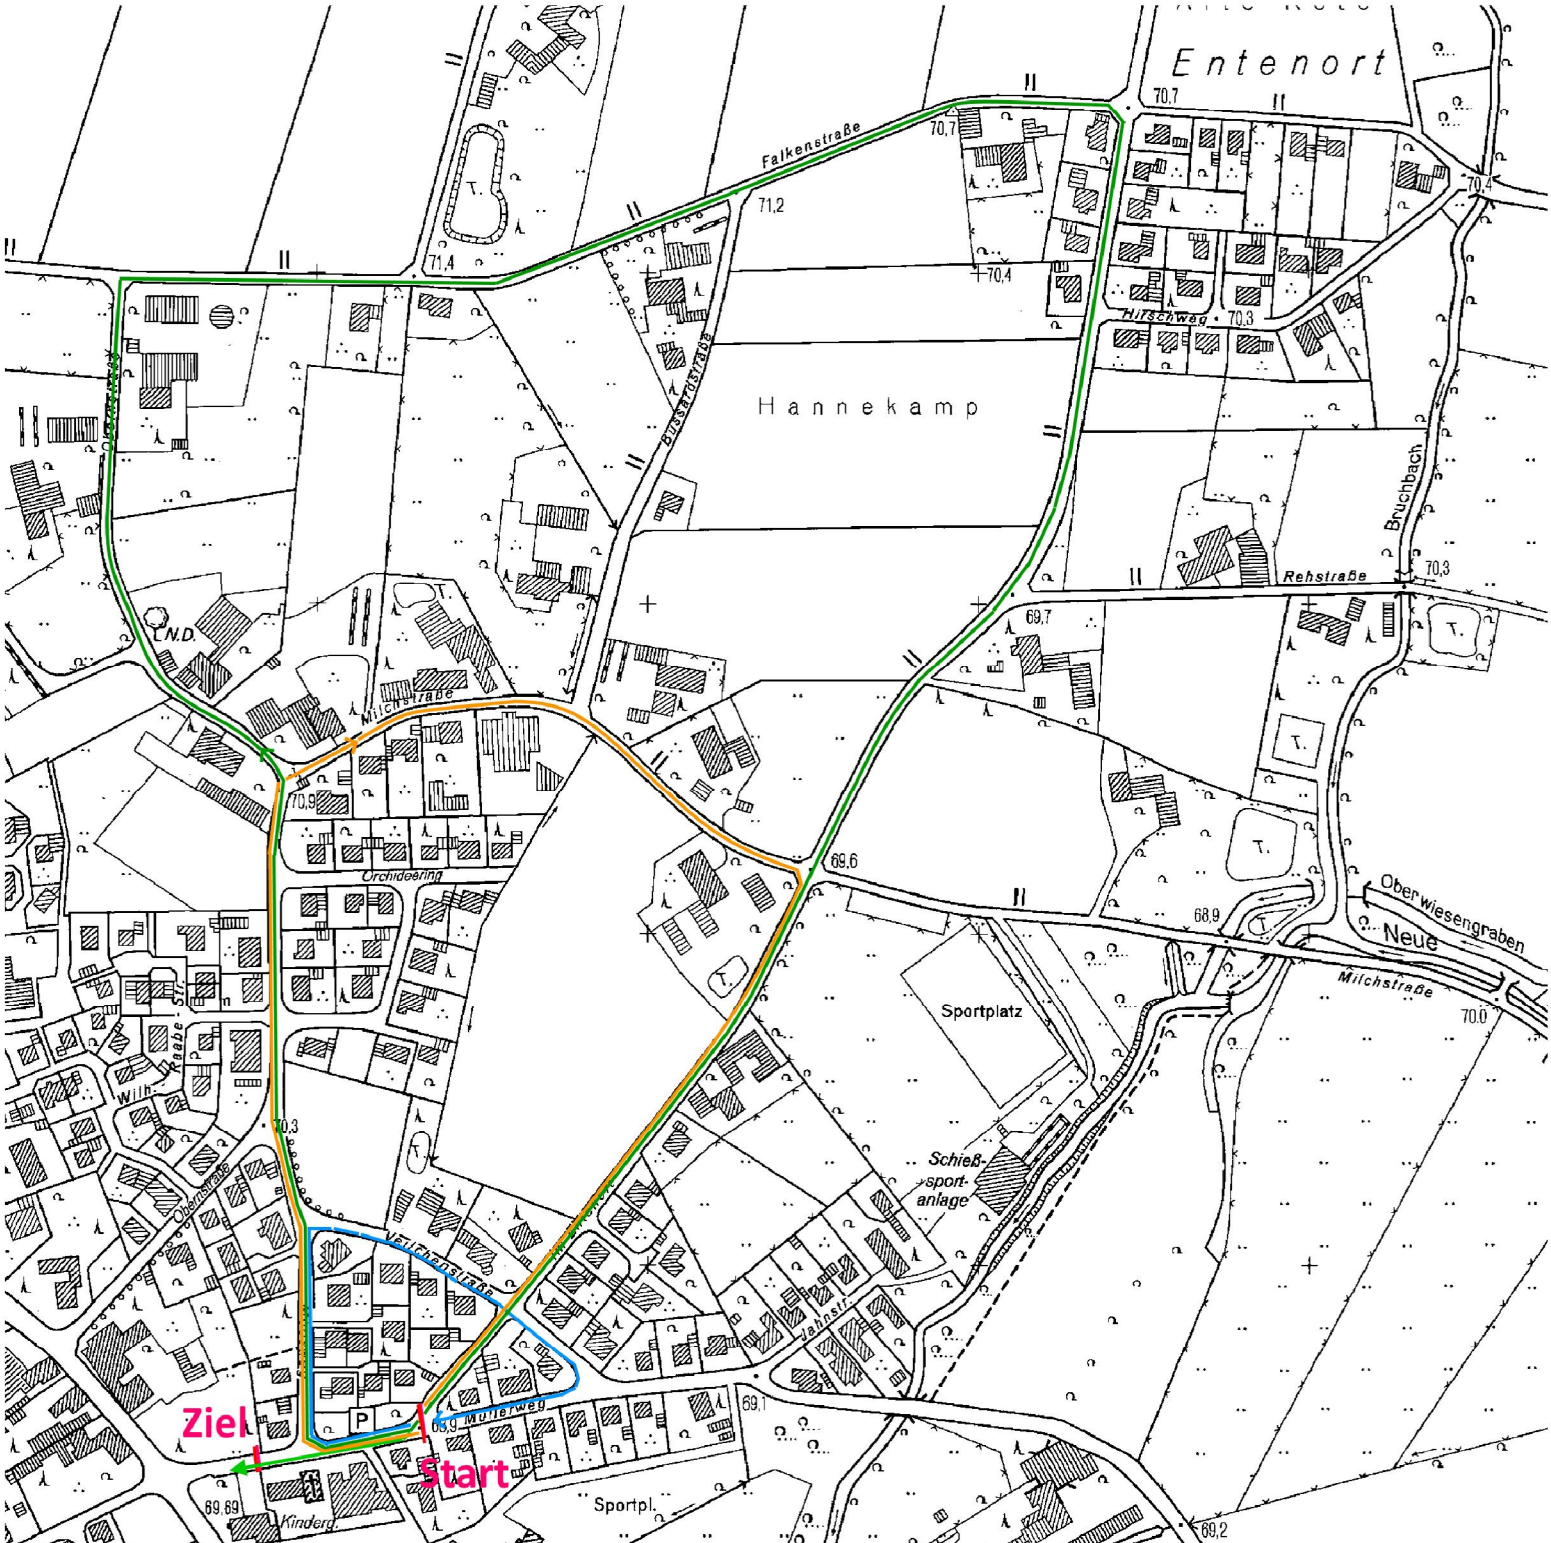 Entenort
70,7
70,7
Falkenstraße
70,4
T.
71,2
71,4
70,4
Hirschweg
70,3
Bussardstraße
Hannekamp
Bruchbach
70,3
Rehstraße
T.
69,7
N.D.
T.
Milchstraße
T.
70,9
69,6
T.
Orchideering
68,9
T.
Oberwiesengraben
Neue
Milchstraße
70.0
T.
Sportplatz
Raabe-Str.
Wilh.-
70,3
T.
Schieß-
sport-
anlage
Obernstraße
Veilchenstraße
Jahnstr.
69,1
P
Müllerweg
Ziel
Start
69,69
Kinderg.
Sportpl.
69,2